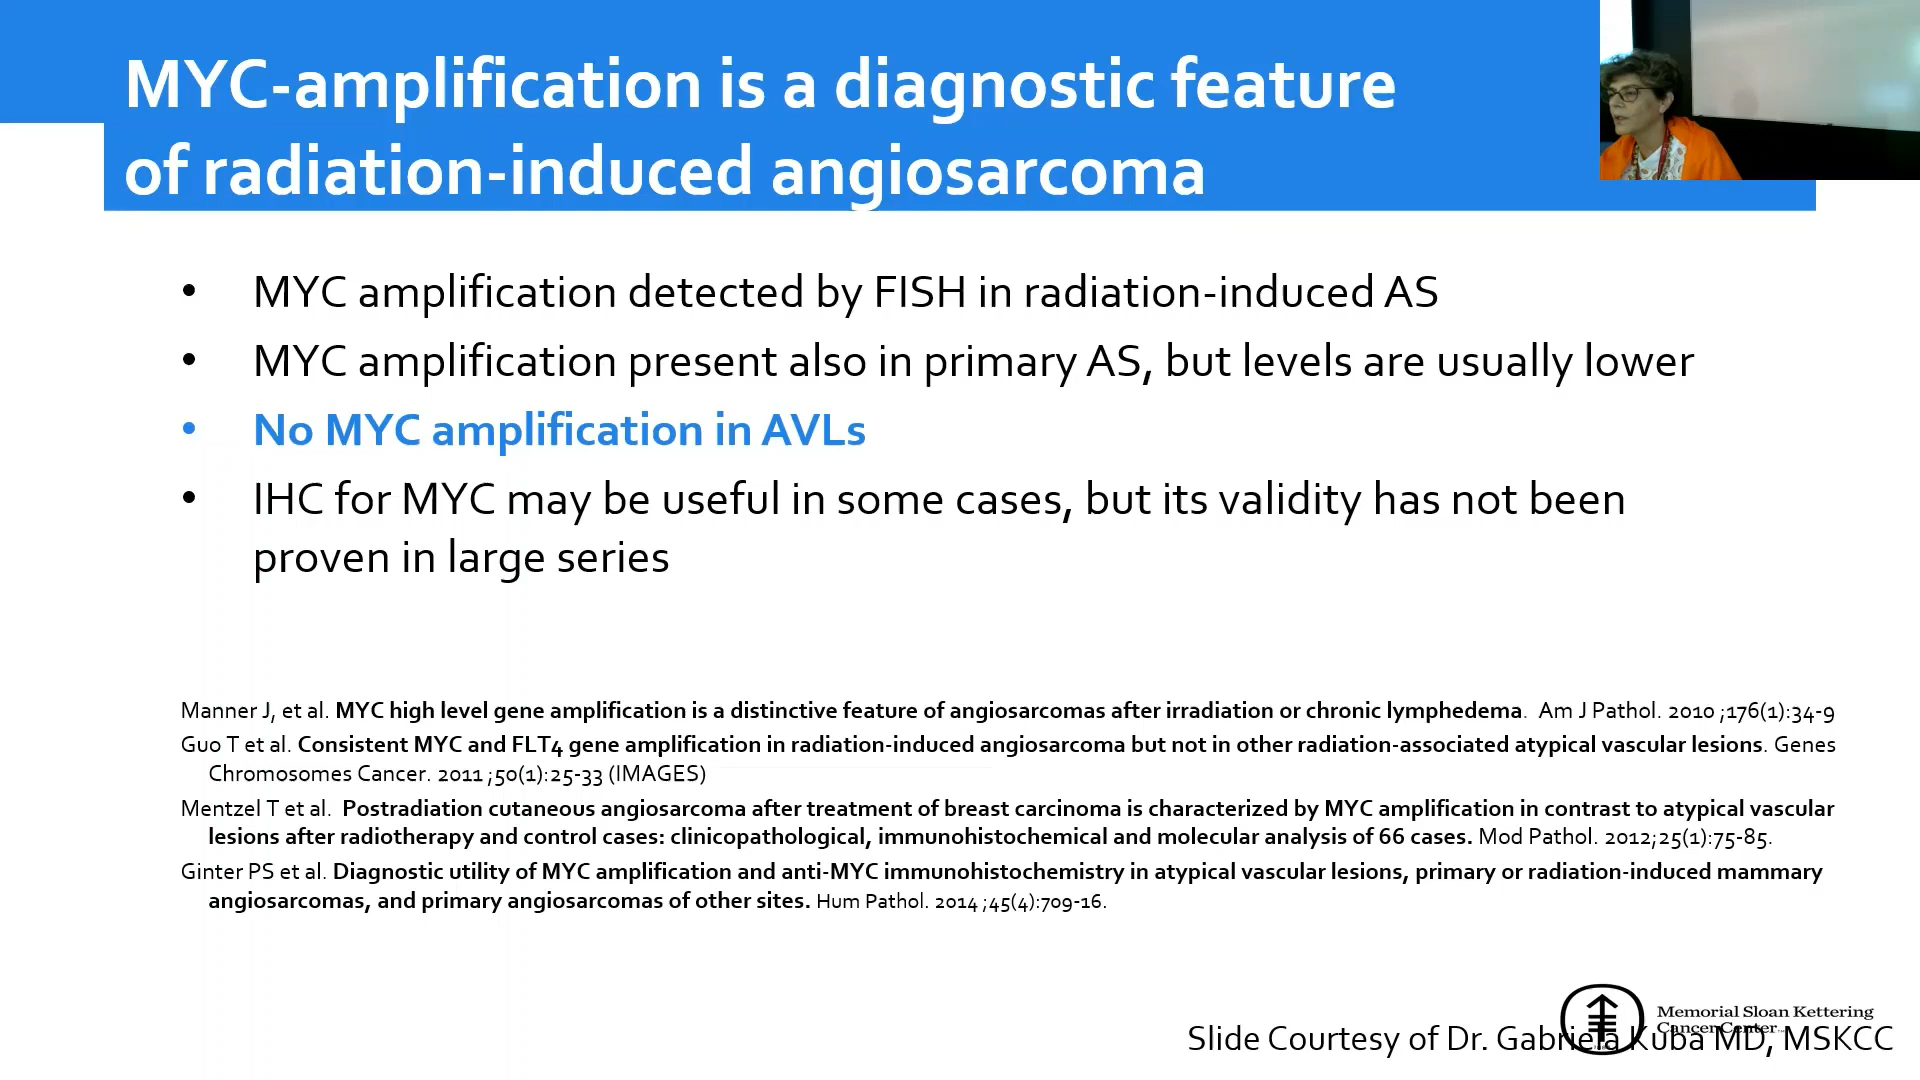 MYC-amplification is a diagnostic feature
of radiation-induced angiosarcoma
• MYC amplification detected by FISH in radiation-induced AS
• MYC amplification present also in primary AS, but levels are usually lower
• No MYC amplification in AVLs
• IHC for MYC may be useful in some cases, but its validity has not been
proven in large series
Manner J, et al. MYC high level gene amplification is a distinctive feature of angiosarcomas after irradiation or chronic lymphedema. Am J Pathol. 2010 ;176(1):34-9
Guo T et al. Consistent MYC and FLT4 gene amplification in radiation-induced angiosarcoma but not in other radiation-associated atypical vascular lesions. Genes
Chromosomes Cancer. 2011 ;50(1):25-33 (IMAGES)
Mentzel T et al. Postradiation cutaneous angiosarcoma after treatment of breast carcinoma is characterized by MYC amplification in contrast to atypical vascular
lesions after radiotherapy and control cases: clinicopathological, immunohistochemical and molecular analysis of 66 cases. Mod Pathol. 2012;25(1):75-85.
Ginter PS et al. Diagnostic utility of MYC amplification and anti-MYC immunohistochemistry in atypical vascular lesions, primary or radiation-induced mammary
angiosarcomas, and primary angiosarcomas of other sites. Hum Pathol. 2014 ;45(4):709-16.
Memorial Sloan Kettering
Cancer Center
Slide Courtesy of Dr. Gabriela Kuba MD, MSKCC